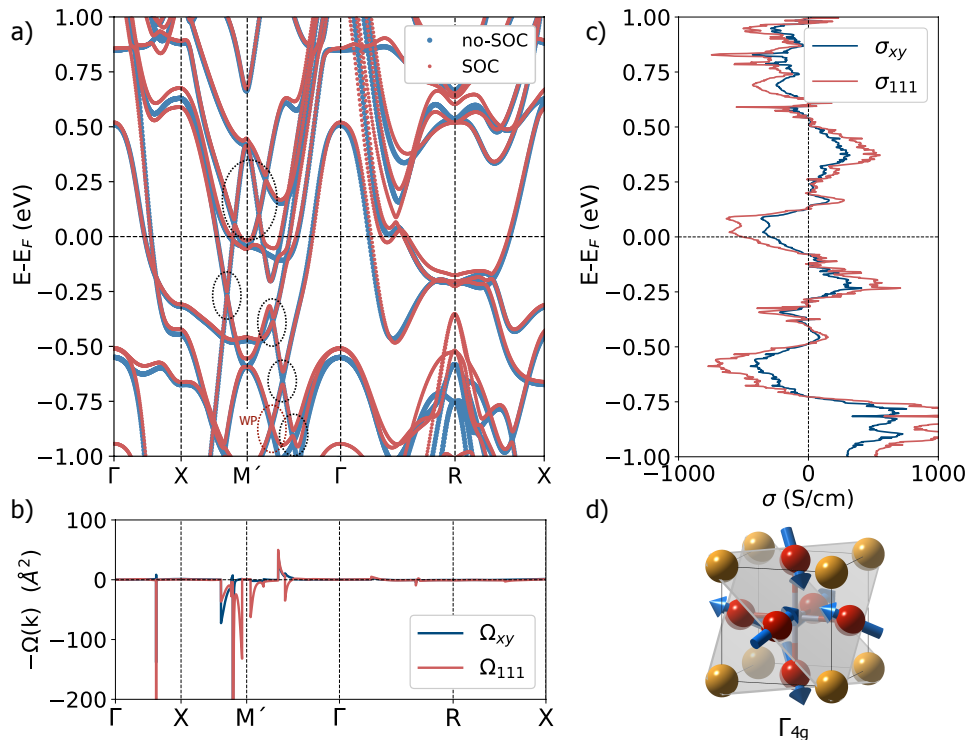 a)
E-E_F (eV)
1.00
0.75
0.50
0.25
0.00
−0.25
−0.50
−0.75
−1.00
no-SOC
SOC
WP
Γ X M´ Γ R X
b)
−Ω(k) (Å²)
100
0
−100
−200
Ω_xy
Ω_111
Γ X M´ Γ R X
c)
E-E_F (eV)
1.00
0.75
0.50
0.25
0.00
−0.25
−0.50
−0.75
−1.00
σ_xy
σ_111
−1000 0 1000
σ (S/cm)
d)
Γ_4g